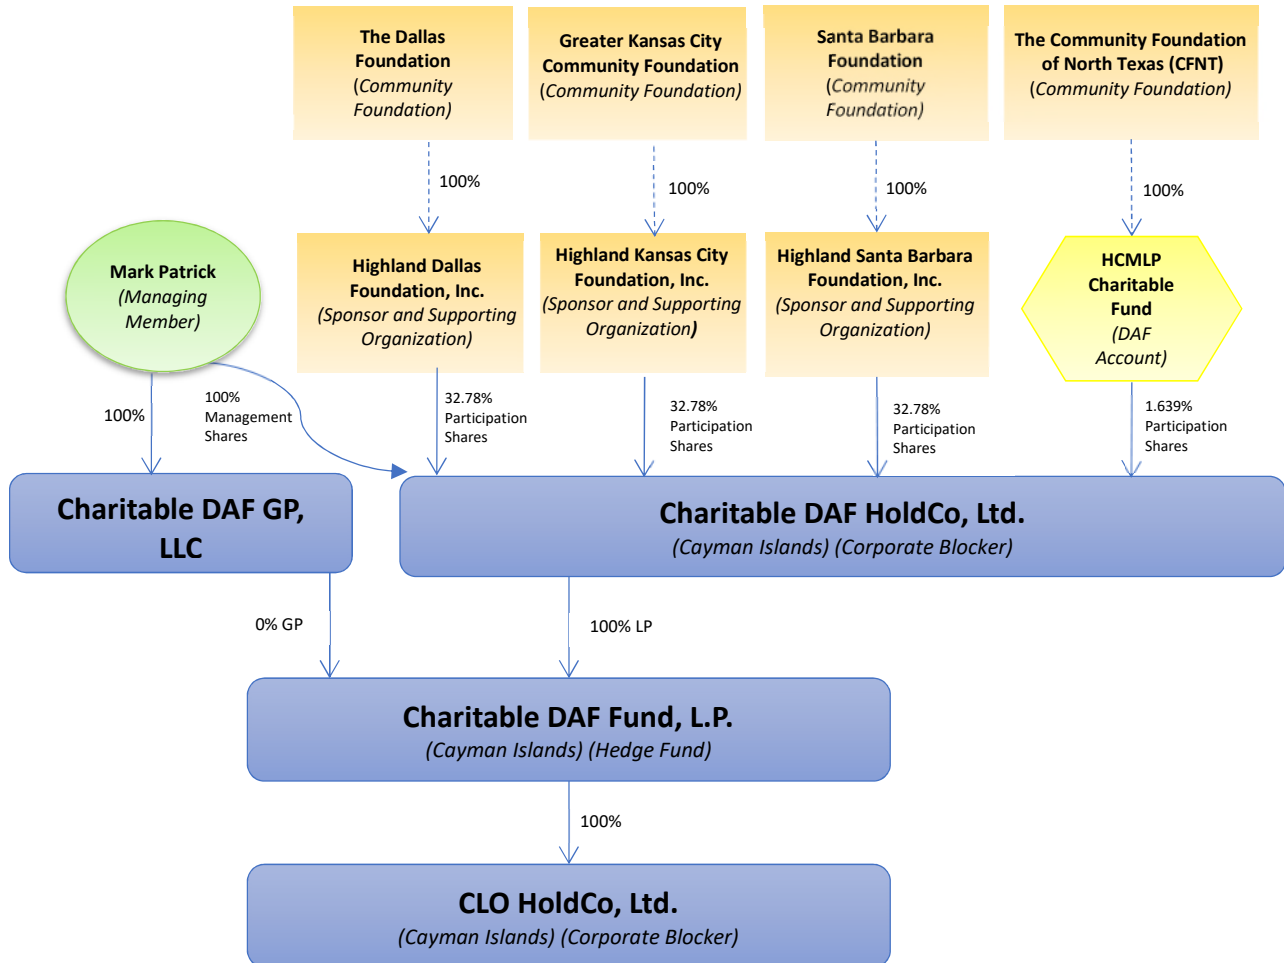 The Dallas
Foundation
(Community
Foundation)
Greater Kansas City
Community Foundation
(Community Foundation)
Santa Barbara
Foundation
(Community
Foundation)
The Community Foundation
of North Texas (CFNT)
(Community Foundation)
100%
100%
100%
100%
Mark Patrick
(Managing
Member)
Highland Dallas
Foundation, Inc.
(Sponsor and Supporting
Organization)
Highland Kansas City
Foundation, Inc.
(Sponsor and Supporting
Organization)
Highland Santa Barbara
Foundation, Inc.
(Sponsor and Supporting
Organization)
HCMLP
Charitable
Fund
(DAF
Account)
100%
100%
Management
Shares
32.78%
Participation
Shares
32.78%
Participation
Shares
32.78%
Participation
Shares
1.639%
Participation
Shares
Charitable DAF GP,
LLC
Charitable DAF HoldCo, Ltd.
(Cayman Islands) (Corporate Blocker)
0% GP
100% LP
Charitable DAF Fund, L.P.
(Cayman Islands) (Hedge Fund)
100%
CLO HoldCo, Ltd.
(Cayman Islands) (Corporate Blocker)